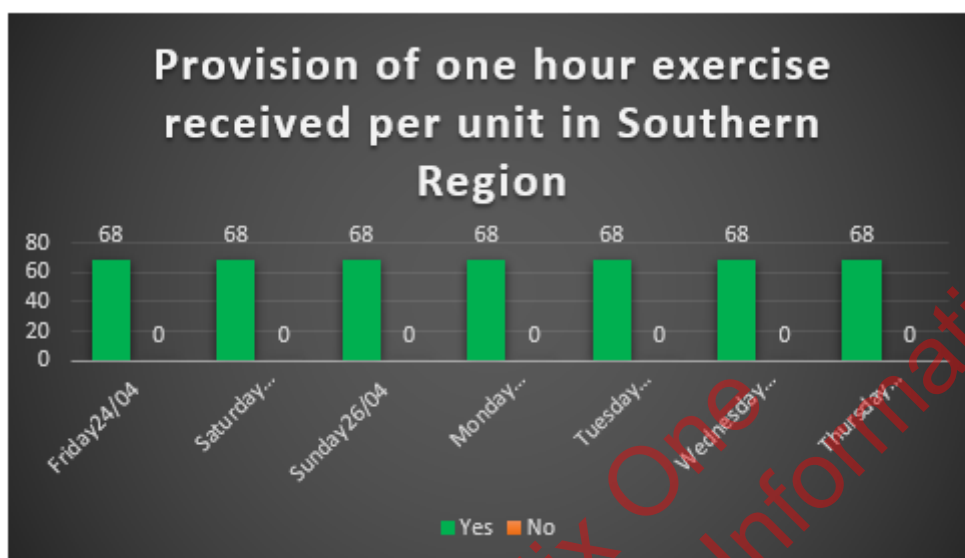 Provision of one hour exercise
received per unit in Southern
Region
80
60
40
20
0
68 68 68 68 68 68 68
0 0 0 0 0 0 0
Friday24/04
Saturday...
Sunday26/04
Monday...
Tuesday...
Wednesday...
Thursday...
Yes No
One